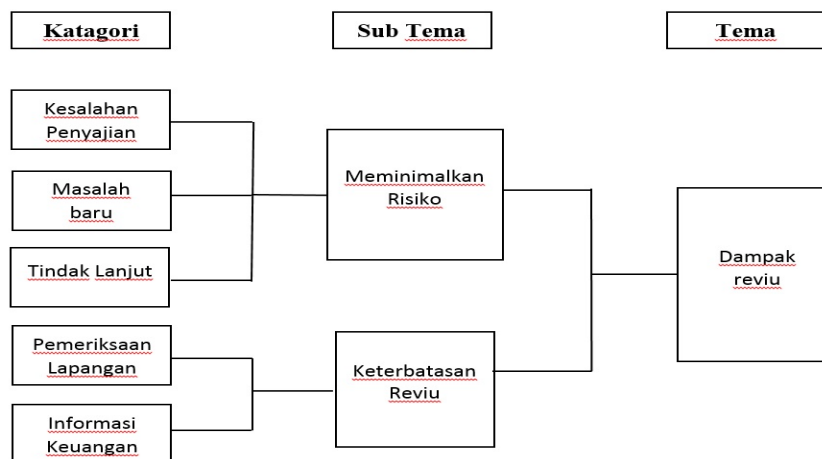 Katagori
Sub Tema
Tema
Kesalahan
Penyajian
Masalah
baru
Tindak Lanjut
Pemeriksaan
Lapangan
Informasi
Keuangan
Meminimalkan
Risiko
Keterbatasan
Reviu
Dampak
reviu